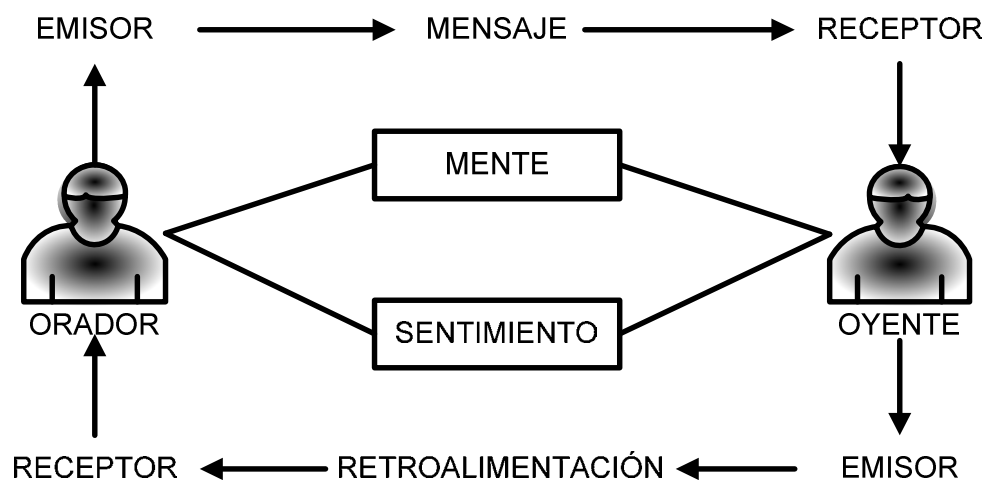 EMISOR MENSAJE RECEPTOR
MENTE
SENTIMIENTO
ORADOR OYENTE
RECEPTOR RETROALIMENTACIÓN EMISOR